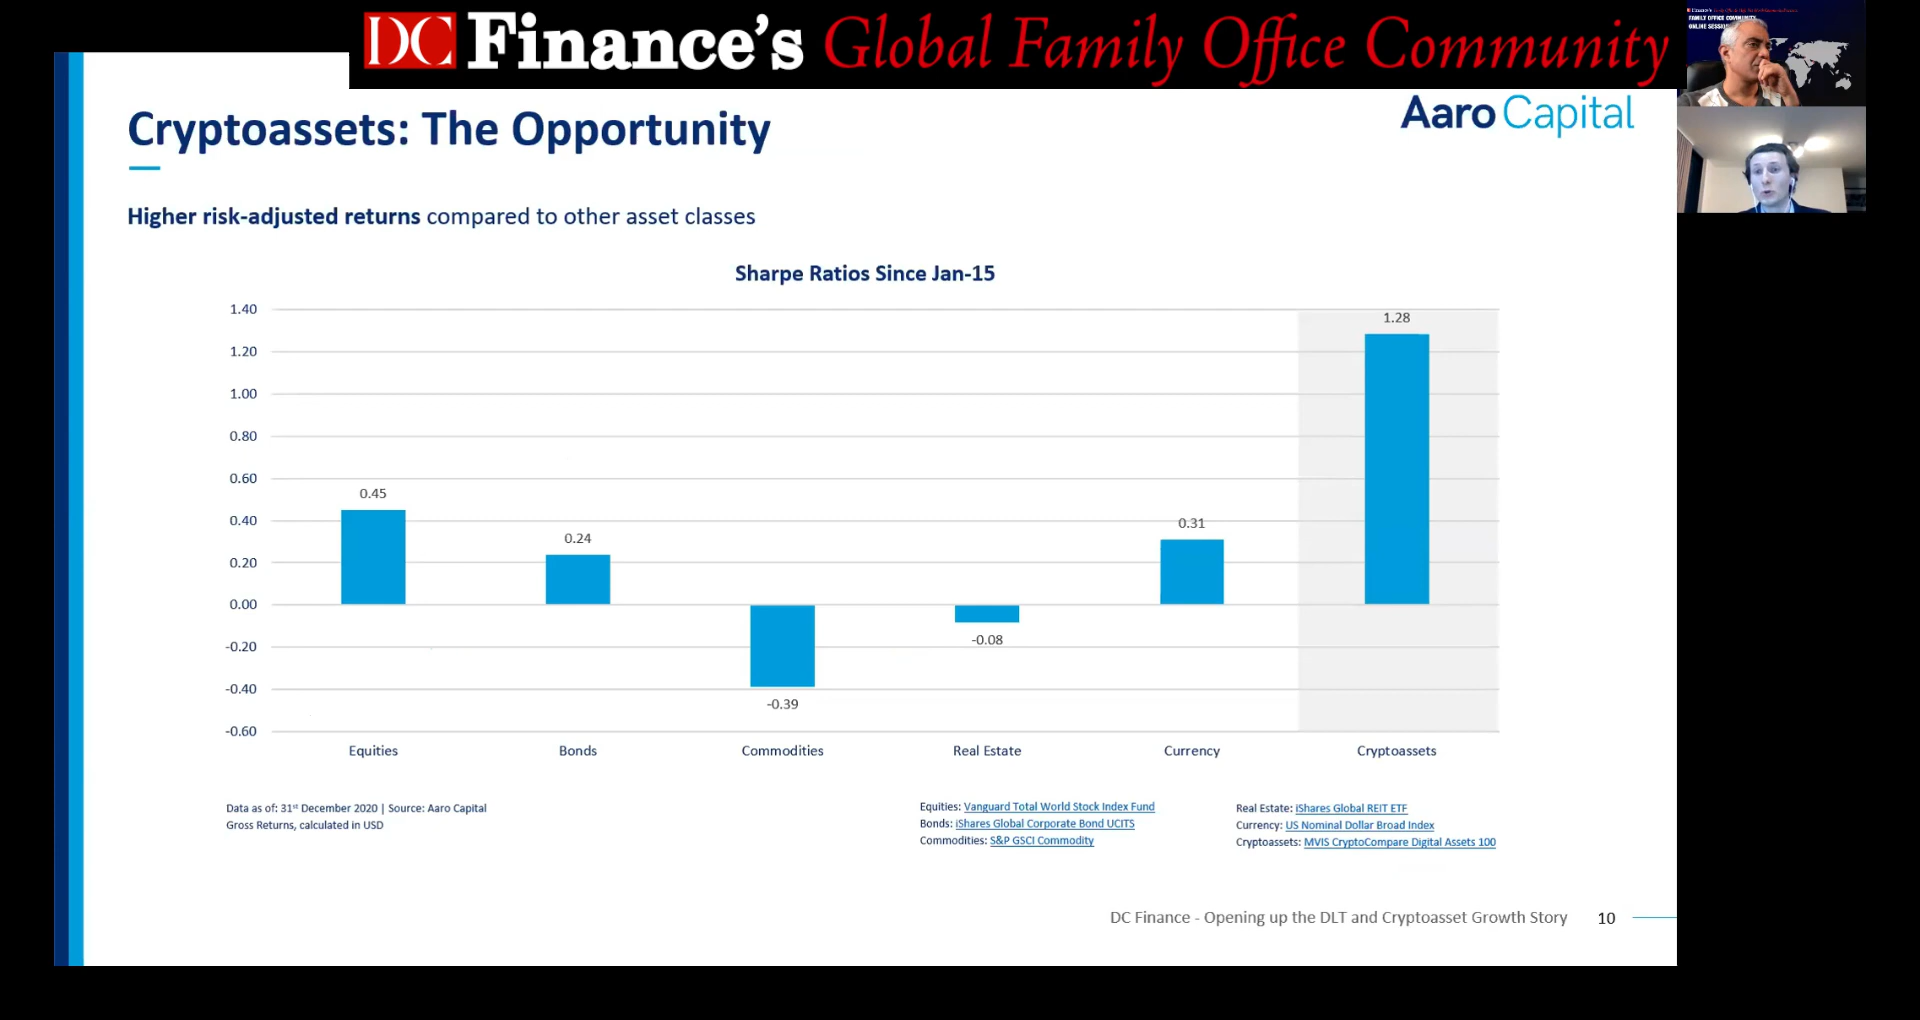 DC Finance's Global Family Office Community
FAMILY OFFICE COMMUNITY
ONLINE SESSION
Cryptoassets: The Opportunity
Aaro Capital
Higher risk-adjusted returns compared to other asset classes
Sharpe Ratios Since Jan-15
1.40
1.20
1.00
0.80
0.60
0.40
0.20
0.00
-0.20
-0.40
-0.60
0.45
0.24
-0.39
-0.08
0.31
1.28
Equities
Bonds
Commodities
Real Estate
Currency
Cryptoassets
Data as of: 31st December 2020 | Source: Aaro Capital
Gross Returns, calculated in USD
Equities: Vanguard Total World Stock Index Fund
Bonds: iShares Global Corporate Bond UCITS
Commodities: S&P GSCI Commodity
Real Estate: iShares Global REIT ETF
Currency: US Nominal Dollar Broad Index
Cryptoassets: MVIS CryptoCompare Digital Assets 100
DC Finance - Opening up the DLT and Cryptoasset Growth Story 10